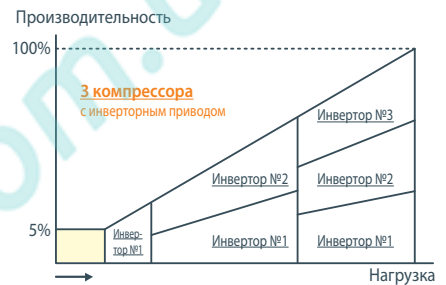 Производительность
100%
3 компрессора
с инверторным приводом
Инвертор №3
Инвертор №2
Инвертор №2
Инвер-
тор №1
Инвертор №1
Инвертор №1
5%
Нагрузка